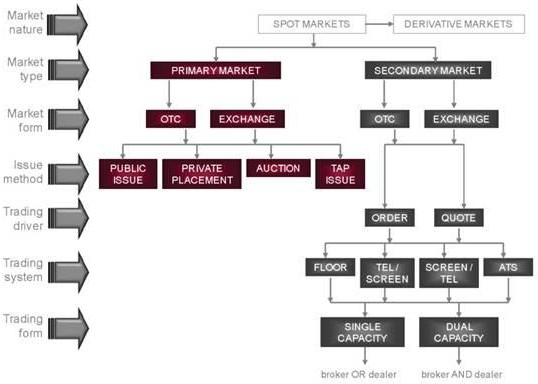 Market
nature
SPOT MARKETS
DERIVATIVE MARKETS
Market
type
PRIMARY MARKET
SECONDARY MARKET
Market
form
OTC
EXCHANGE
OTC
EXCHANGE
Issue
method
PUBLIC
ISSUE
PRIVATE
PLACEMENT
AUCTION
TAP
ISSUE
Trading
driver
ORDER
QUOTE
Trading
system
FLOOR
TEL/
SCREEN
SCREEN /
TEL
ATS
Trading
form
SINGLE
CAPACITY
DUAL
CAPACITY
broker OR dealer
broker AND dealer